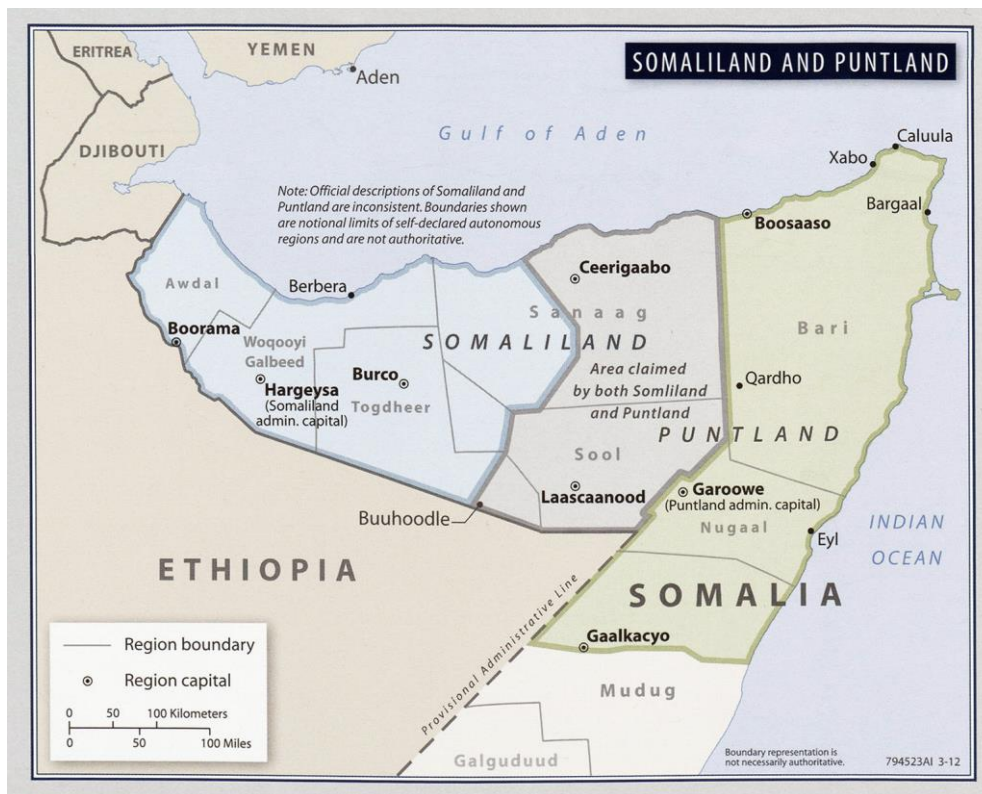 SOMALILAND AND PUNTLAND
ERITREA
YEMEN
Aden
DJIBOUTI
Gulf of Aden
Caluula
Xabo
Bargaal
Note: Official descriptions of Somaliland and
Puntland are inconsistent. Boundaries shown
are notional limits of self-declared autonomous
regions and are not authoritative.
Boosaaso
Ceerigaabo
Awdal
Berbera
Sanaag
Bari
Boorama
Woqooyi
Galbeed
SOMALILAND
Area claimed
by both Somliland
and Puntland
Burco
Hargeysa
(Somaliland
admin. capital)
Togdheer
Qardho
PUNTLAND
Sool
Laascaanood
Garoowe
(Puntland admin. capital)
Nugaal
Buuhoodle
Eyl
INDIAN
OCEAN
ETHIOPIA
SOMALIA
Provisional Administrative Line
Gaalkacyo
Mudug
Galguduud
Region boundary
Region capital
0 50 100 Kilometers
0 50 100 Miles
Boundary representation is
not necessarily authoritative.
794523AI 3-12